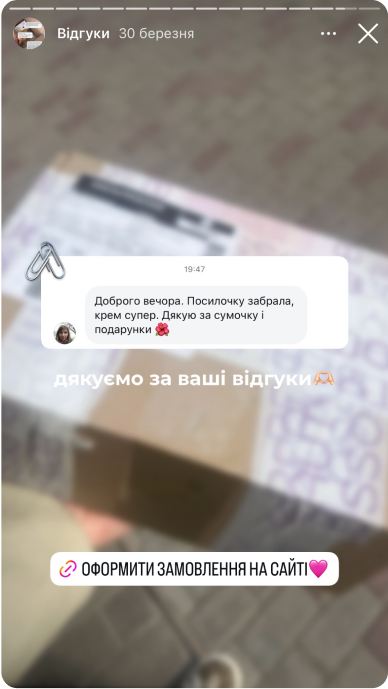 Відгуки 30 березня
19:47
Доброго вечора. Посилочку забрала,
крем супер. Дякую за сумочку і
подарунки 🌺
дякуємо за ваші відгуки🫶🏻
ОФОРМИТИ ЗАМОВЛЕННЯ НА САЙТІ💖